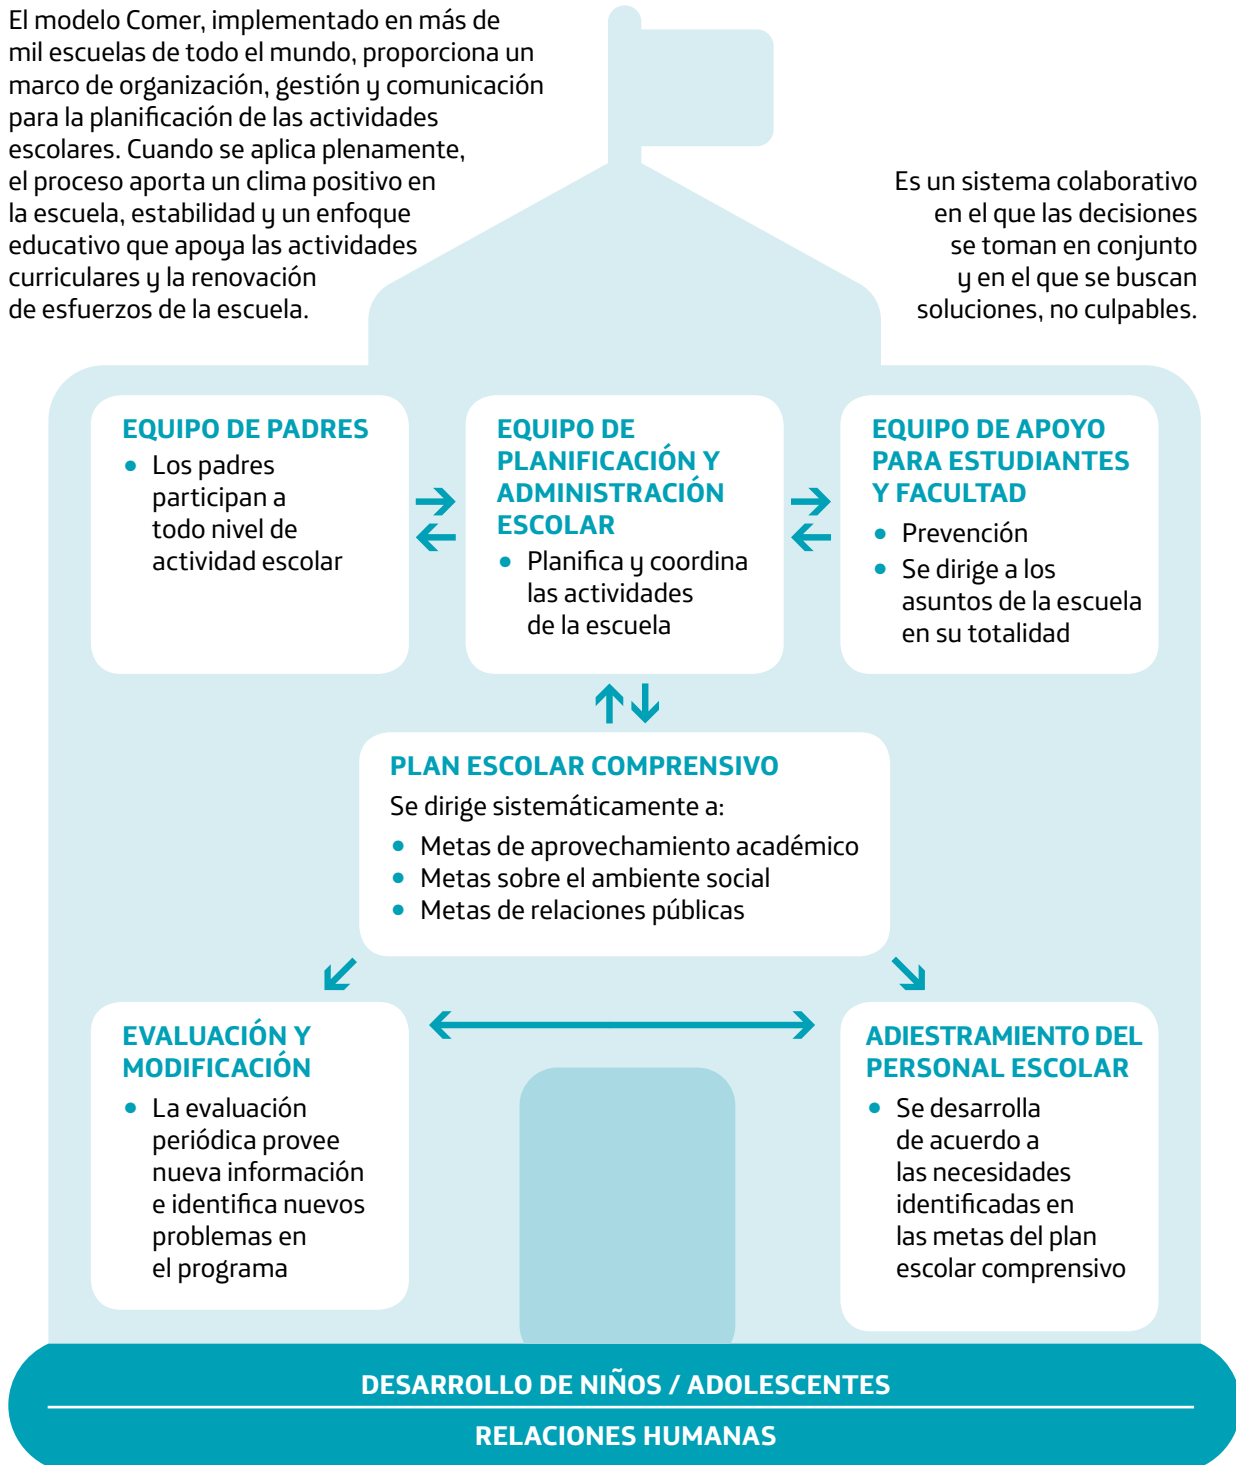 El modelo Comer, implementado en más de
mil escuelas de todo el mundo, proporciona un
marco de organización, gestión y comunicación
para la planificación de las actividades
escolares. Cuando se aplica plenamente,
el proceso aporta un clima positivo en
la escuela, estabilidad y un enfoque
educativo que apoya las actividades
curriculares y la renovación
de esfuerzos de la escuela.
Es un sistema colaborativo
en el que las decisiones
se toman en conjunto
y en el que se buscan
soluciones, no culpables.
EQUIPO DE PADRES
• Los padres
participan a
todo nivel de
actividad escolar
EQUIPO DE
PLANIFICACIÓN Y
ADMINISTRACIÓN
ESCOLAR
• Planifica y coordina
las actividades
de la escuela
EQUIPO DE APOYO
PARA ESTUDIANTES
Y FACULTAD
• Prevención
• Se dirige a los
asuntos de la escuela
en su totalidad
PLAN ESCOLAR COMPRENSIVO
Se dirige sistemáticamente a:
• Metas de aprovechamiento académico
• Metas sobre el ambiente social
• Metas de relaciones públicas
EVALUACIÓN Y
MODIFICACIÓN
• La evaluación
periódica provee
nueva información
e identifica nuevos
problemas en
el programa
ADIESTRAMIENTO DEL
PERSONAL ESCOLAR
• Se desarrolla
de acuerdo a
las necesidades
identificadas en
las metas del plan
escolar comprensivo
DESARROLLO DE NIÑOS / ADOLESCENTES
RELACIONES HUMANAS